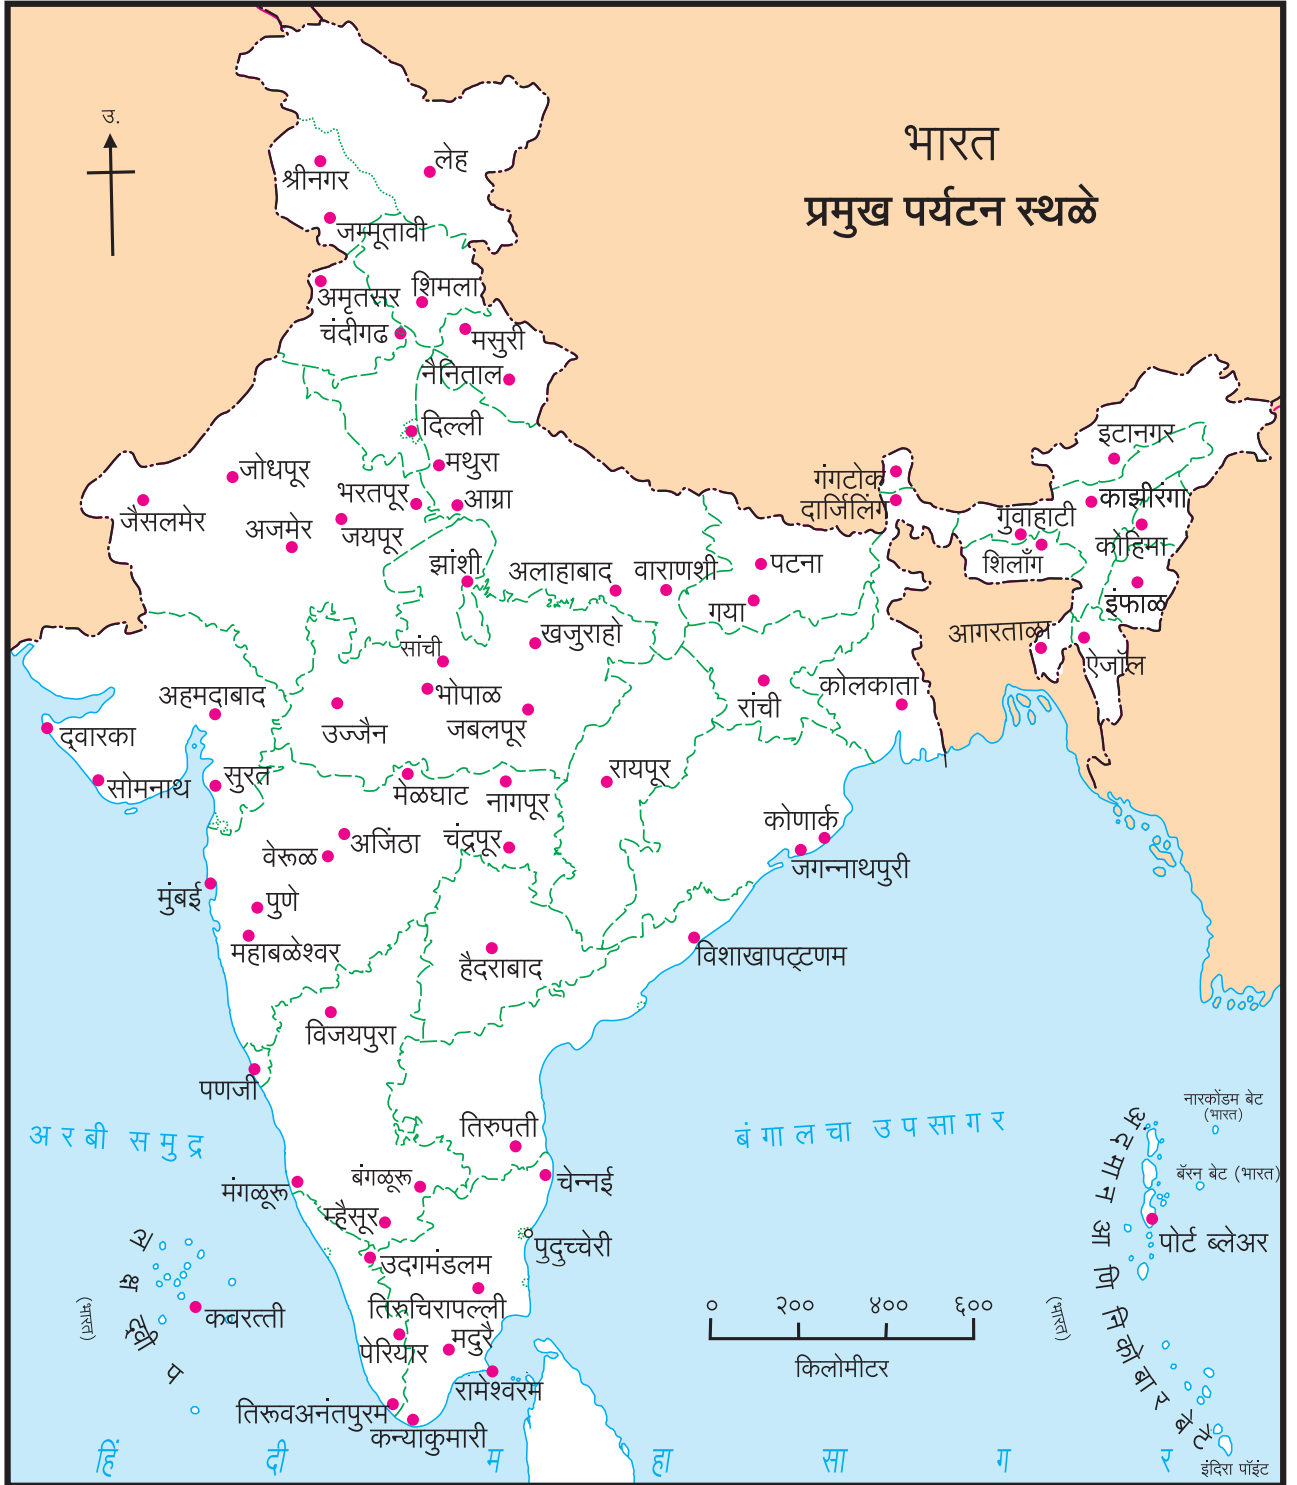 भारत
प्रमुख पर्यटन स्थळे
उ.
लेह
श्रीनगर
जम्मूतावी
अमृतसर
शिमला
चंदीगढ
मसुरी
नैनिताल
दिल्ली
इटानगर
जोधपूर
मथुरा
गंगटोक
भरतपूर
आग्रा
काझीरंगा
दार्जिलिंग
जैसलमेर
गुवाहाटी
अजमेर
जयपूर
कोहिमा
झांशी
अलाहाबाद
वाराणशी
पटना
शिलाँग
गया
इंफाळ
खजुराहो
आगरताळा
सांची
ऐजॉल
अहमदाबाद
भोपाळ
कोलकाता
रांची
द्वारका
उज्जैन
जबलपूर
सोमनाथ
सुरत
रायपूर
मेळघाट
नागपूर
कोणार्क
अजिंठा
चंद्रपूर
वेरूळ
जगन्नाथपुरी
मुंबई
पुणे
महाबळेश्वर
विशाखापट्टणम
हैदराबाद
विजयपुरा
पणजी
नारकोंडम बेट
(भारत)
अरबी समुद्र
तिरुपती
बंगालचा उपसागर
बॅरन बेट (भारत)
मंगळूरू
बंगळूरू
चेन्नई
म्हैसूर
पुदुच्चेरी
पोर्ट ब्लेअर
उदगमंडलम
लक्षद्वीप
(भारत)
कवरत्ती
तिरुचिरापल्ली
० २०० ४०० ६००
किलोमीटर
अंदमान आणि निकोबार बेटे
(भारत)
पेरियार
मदुरै
रामेश्वरम
तिरूवअनंतपुरम
कन्याकुमारी
हिंदी महासागर
इंदिरा पॉइंट